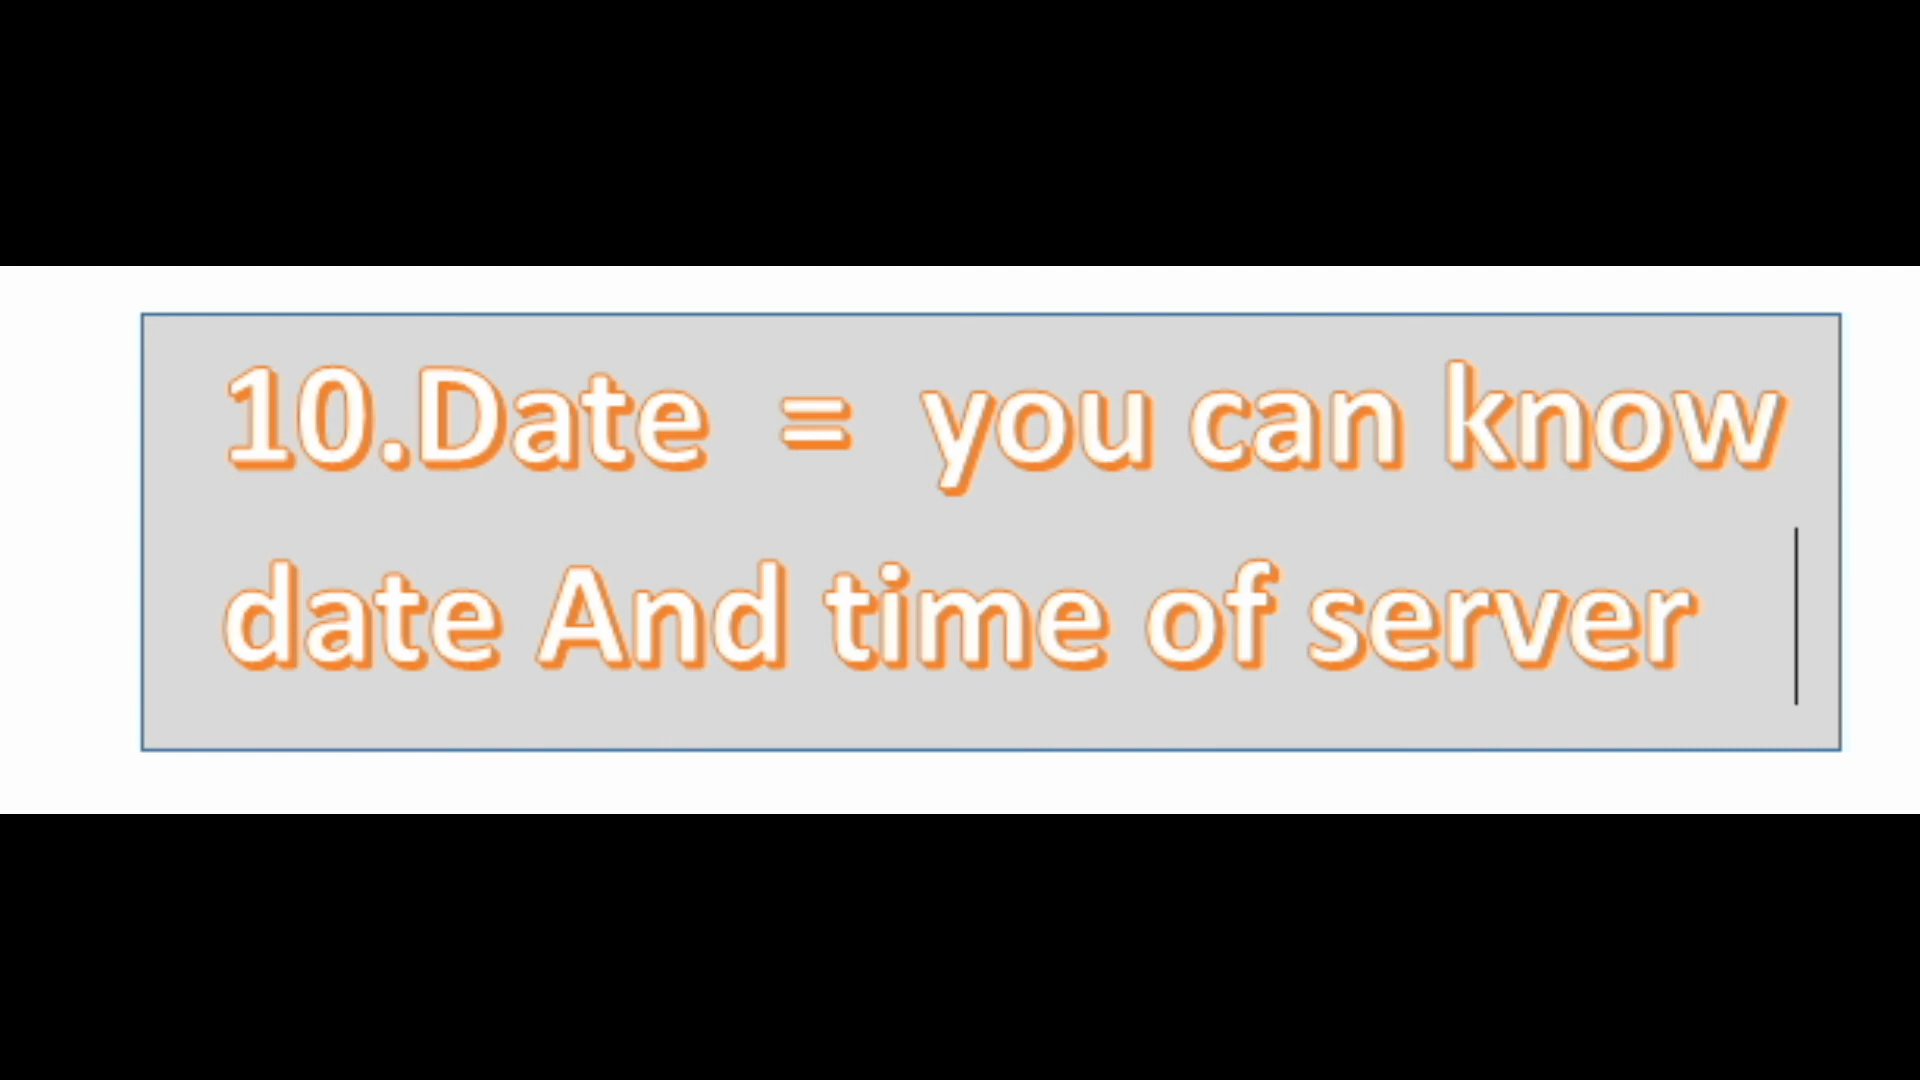 10.Date = you can know
date And time of server